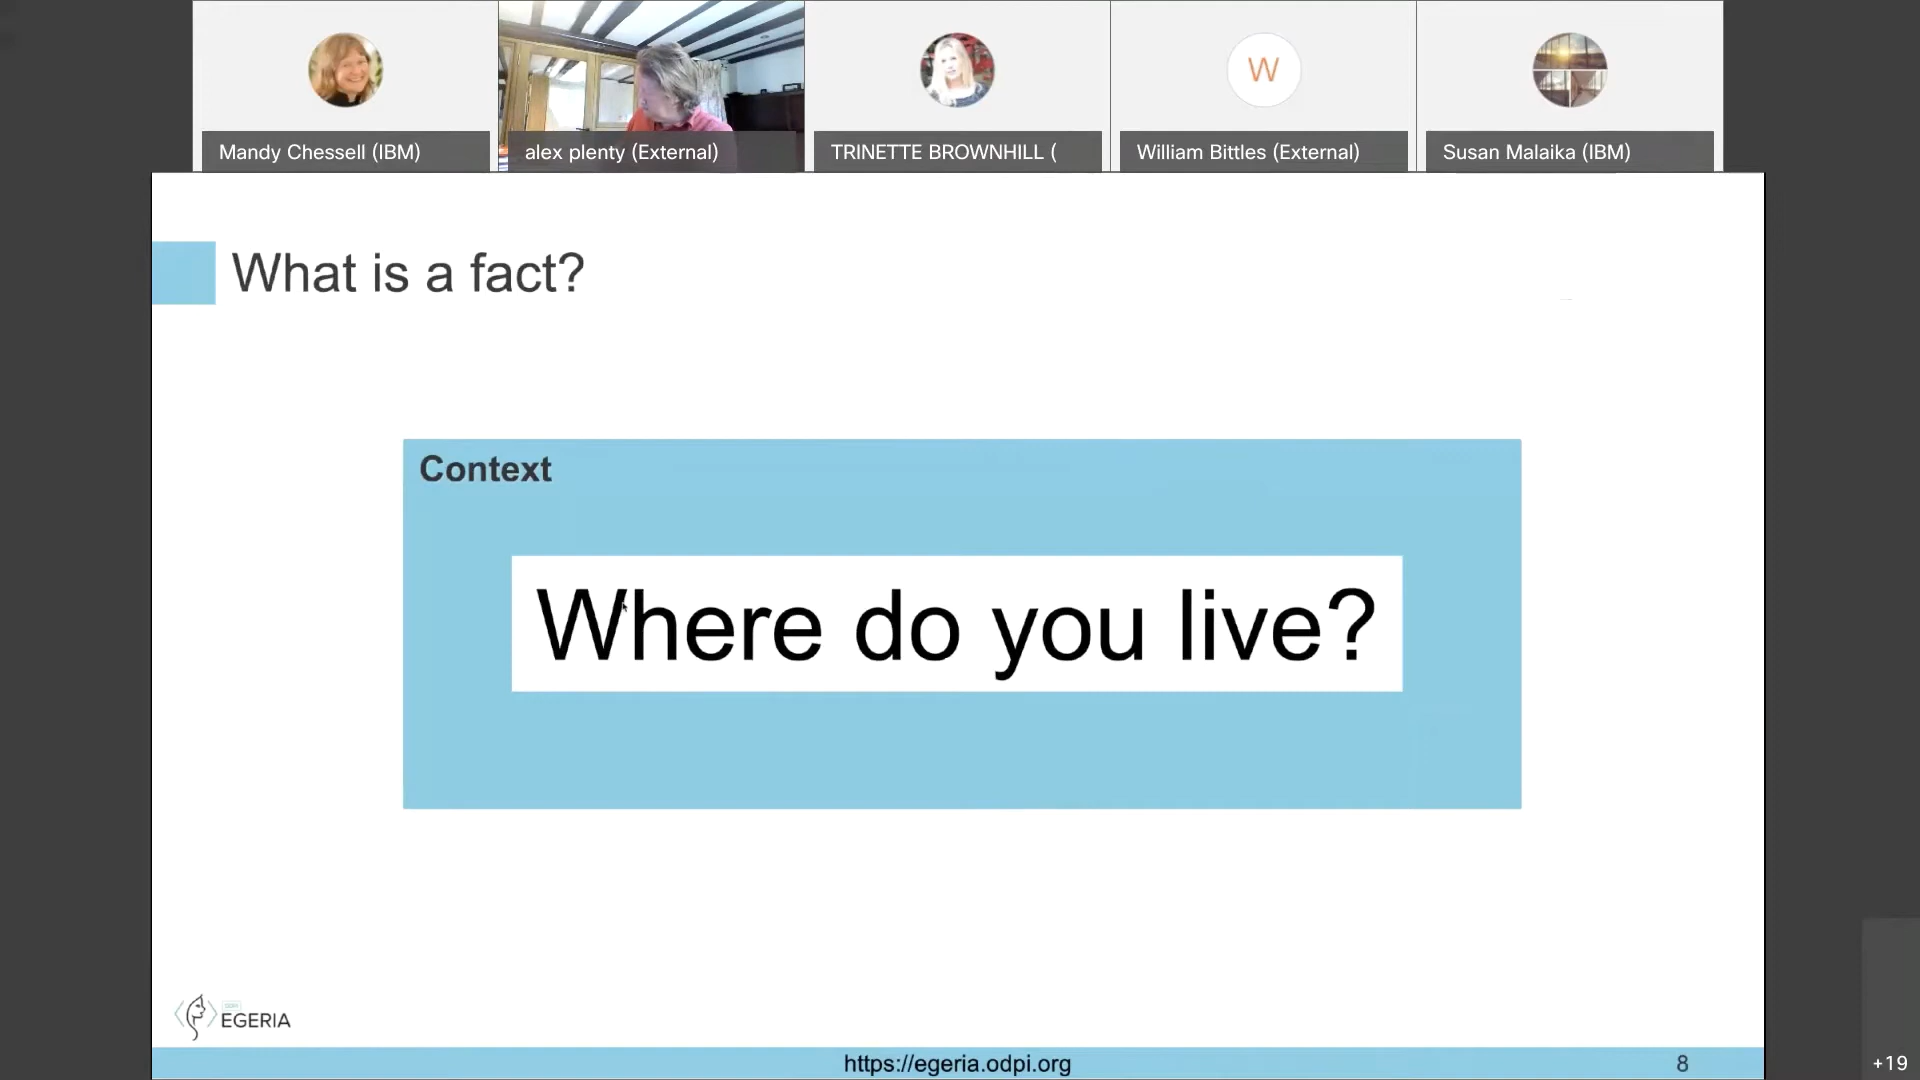 W
Mandy Chessell (IBM)
alex plenty (External)
TRINETTE BROWNHILL (
William Bittles (External)
Susan Malaika (IBM)
What is a fact?
Context
Where do you live?
EGERIA
https://egeria.odpi.org
8
+19